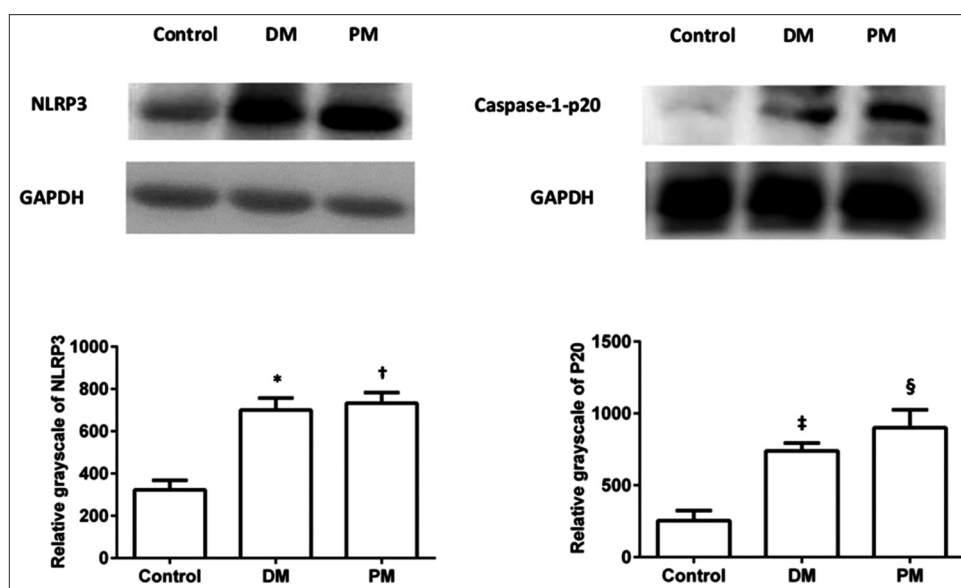 Control DM PM
NLRP3
GAPDH
Control DM PM
Caspase-1-p20
GAPDH
Relative grayscale of NLRP3
1000
800
600
400
200
0
*
†
Control DM PM
Relative grayscale of P20
1500
1000
500
0
‡
§
Control DM PM